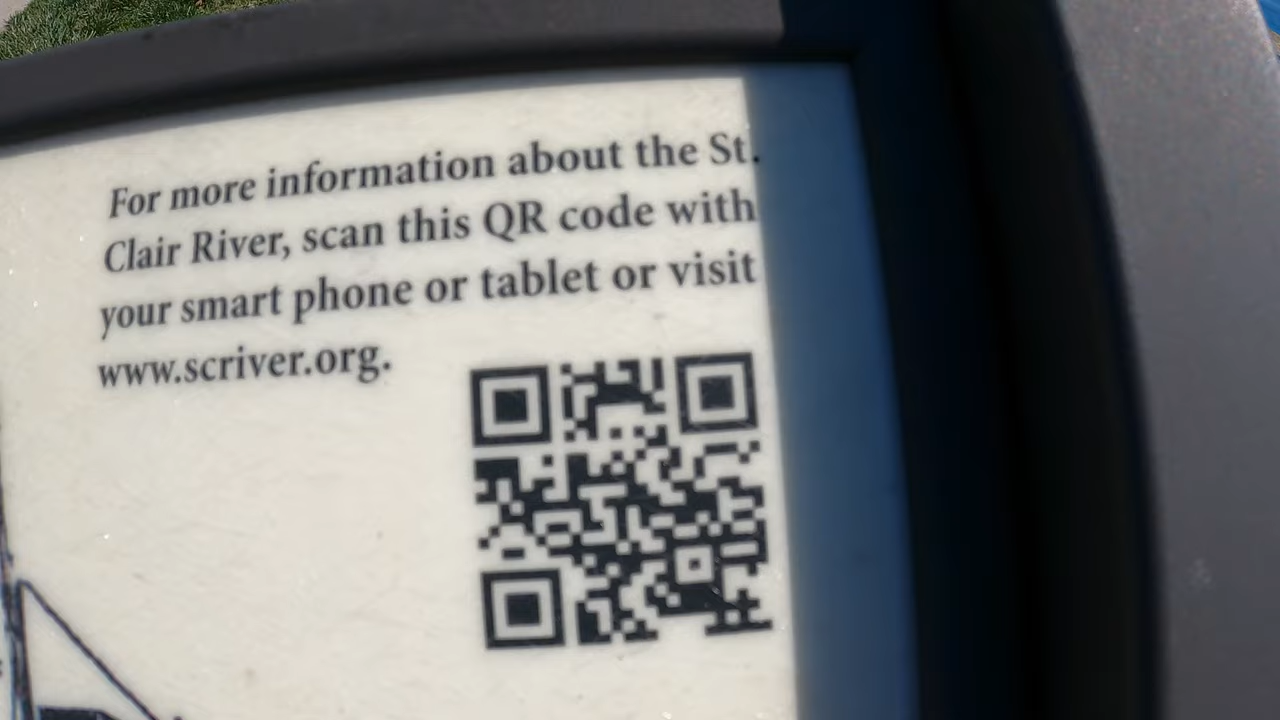 For more information about the St.
Clair River, scan this QR code with
your smart phone or tablet or visit
www.scriver.org.